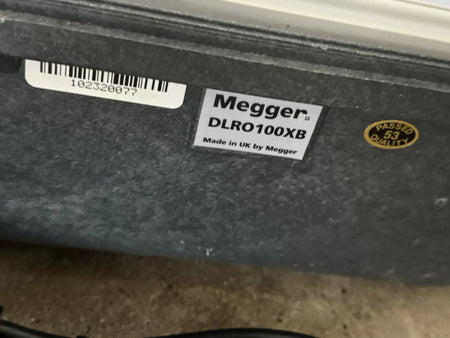 102320077
Megger
DLRO100XB
Made in UK by Megger
PASSED
53
QUALITY